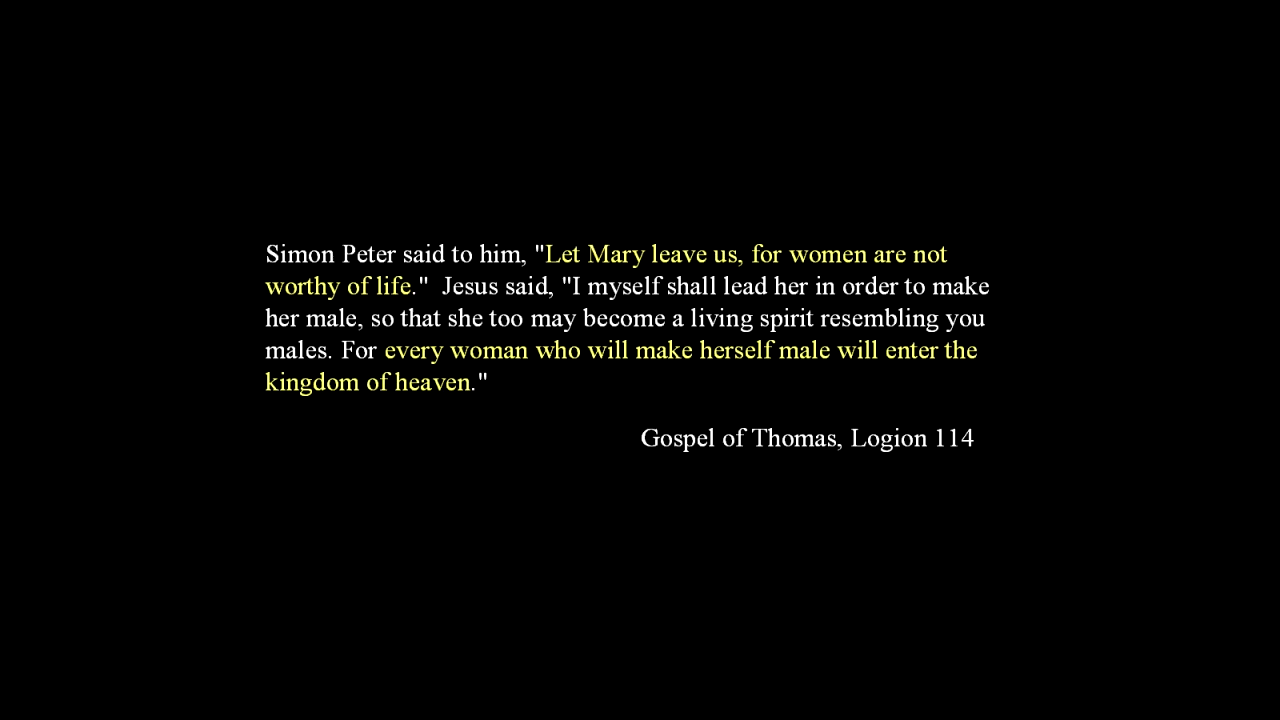 Simon Peter said to him, "Let Mary leave us, for women are not
worthy of life."  Jesus said, "I myself shall lead her in order to make
her male, so that she too may become a living spirit resembling you
males. For every woman who will make herself male will enter the
kingdom of heaven."
Gospel of Thomas, Logion 114